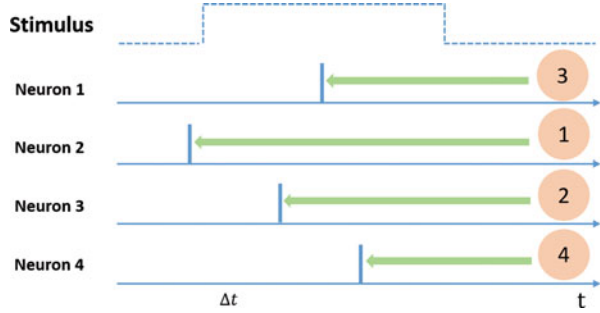 Stimulus
Neuron 1 3
Neuron 2 1
Neuron 3 2
Neuron 4 4
Δt t